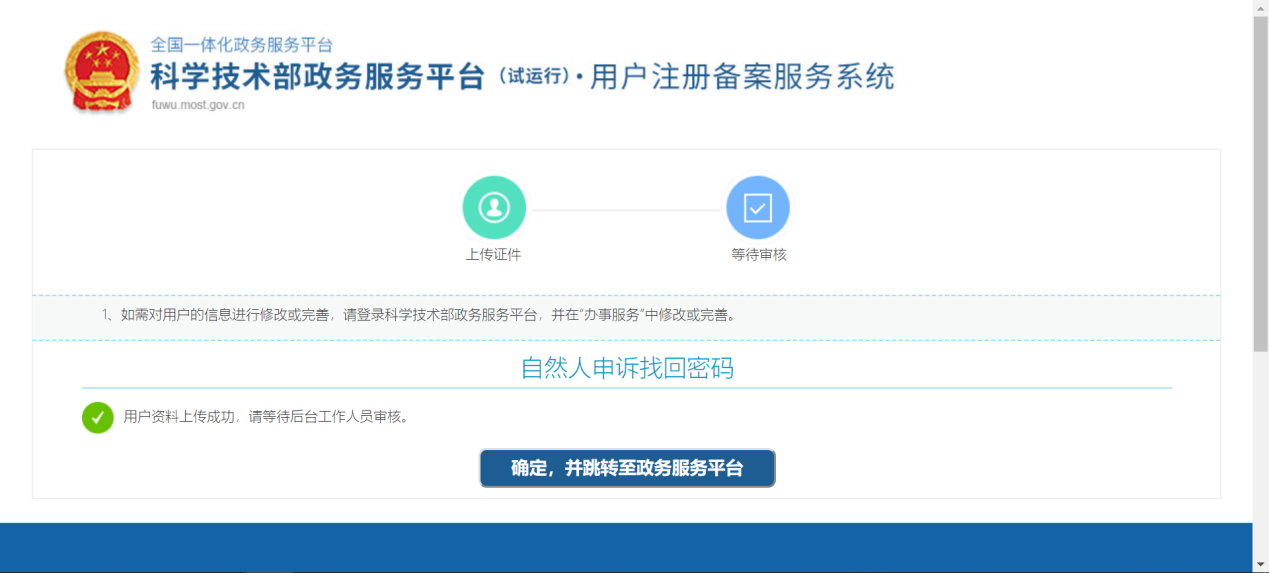 全国一体化政务服务平台
科学技术部政务服务平台（试运行）·用户注册备案服务系统
fuwu.most.gov.cn
上传证件
等待审核
1、如需对用户的信息进行修改或完善，请登录科学技术部政务服务平台，并在“办事服务”中修改或完善。
自然人申诉找回密码
用户资料上传成功，请等待后台工作人员审核。
确定，并跳转至政务服务平台